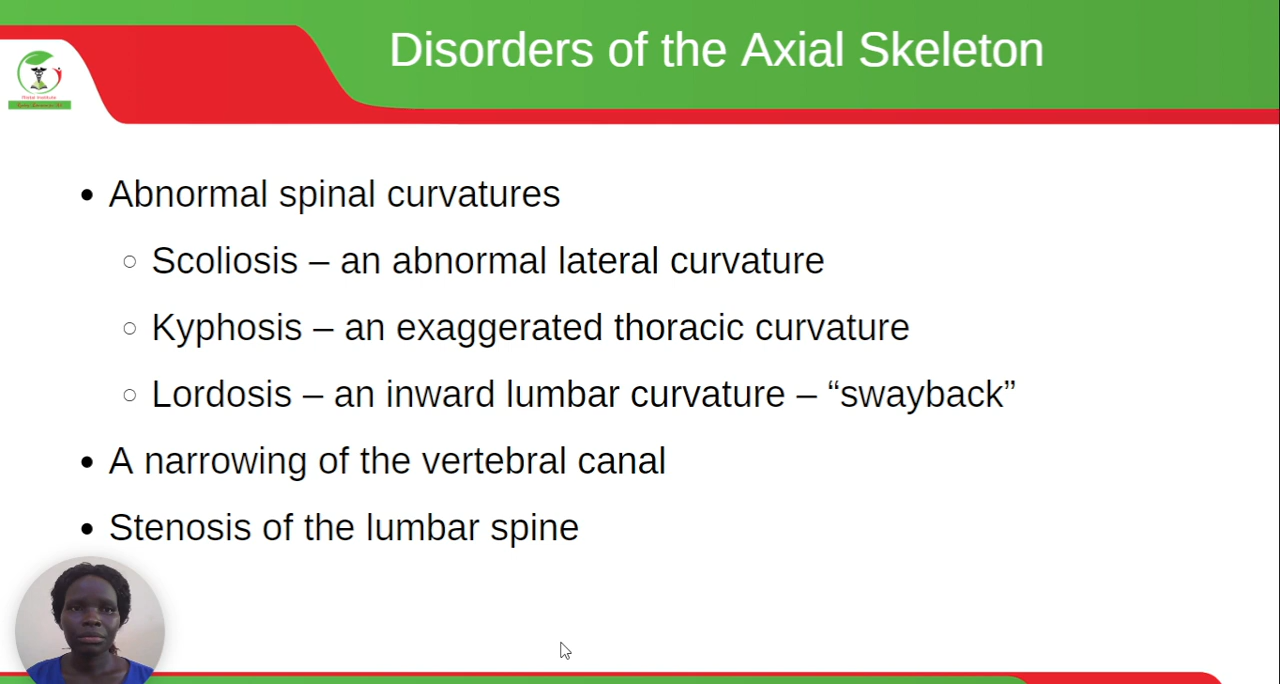 Disorders of the Axial Skeleton
• Abnormal spinal curvatures
○ Scoliosis – an abnormal lateral curvature
○ Kyphosis – an exaggerated thoracic curvature
○ Lordosis – an inward lumbar curvature – “swayback”
• A narrowing of the vertebral canal
• Stenosis of the lumbar spine